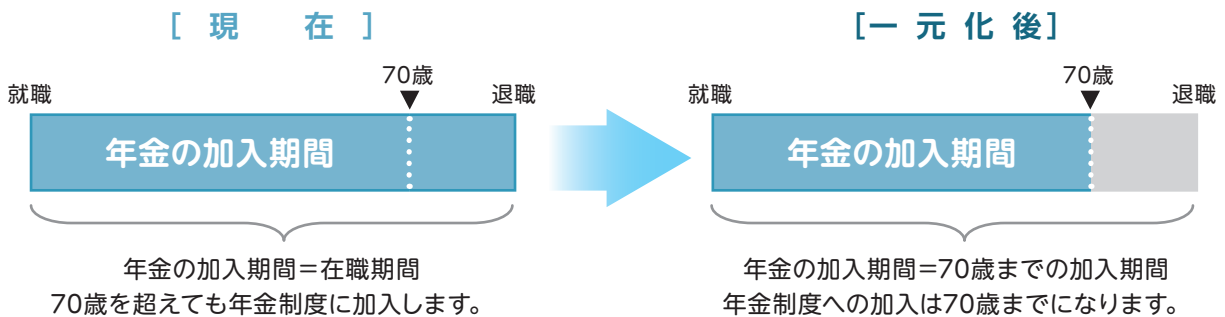 [ 現 在 ]
就職
70歳
退職
年金の加入期間
年金の加入期間=在職期間
70歳を超えても年金制度に加入します。
[一元化後]
就職
70歳
退職
年金の加入期間
年金の加入期間=70歳までの加入期間
年金制度への加入は70歳までになります。